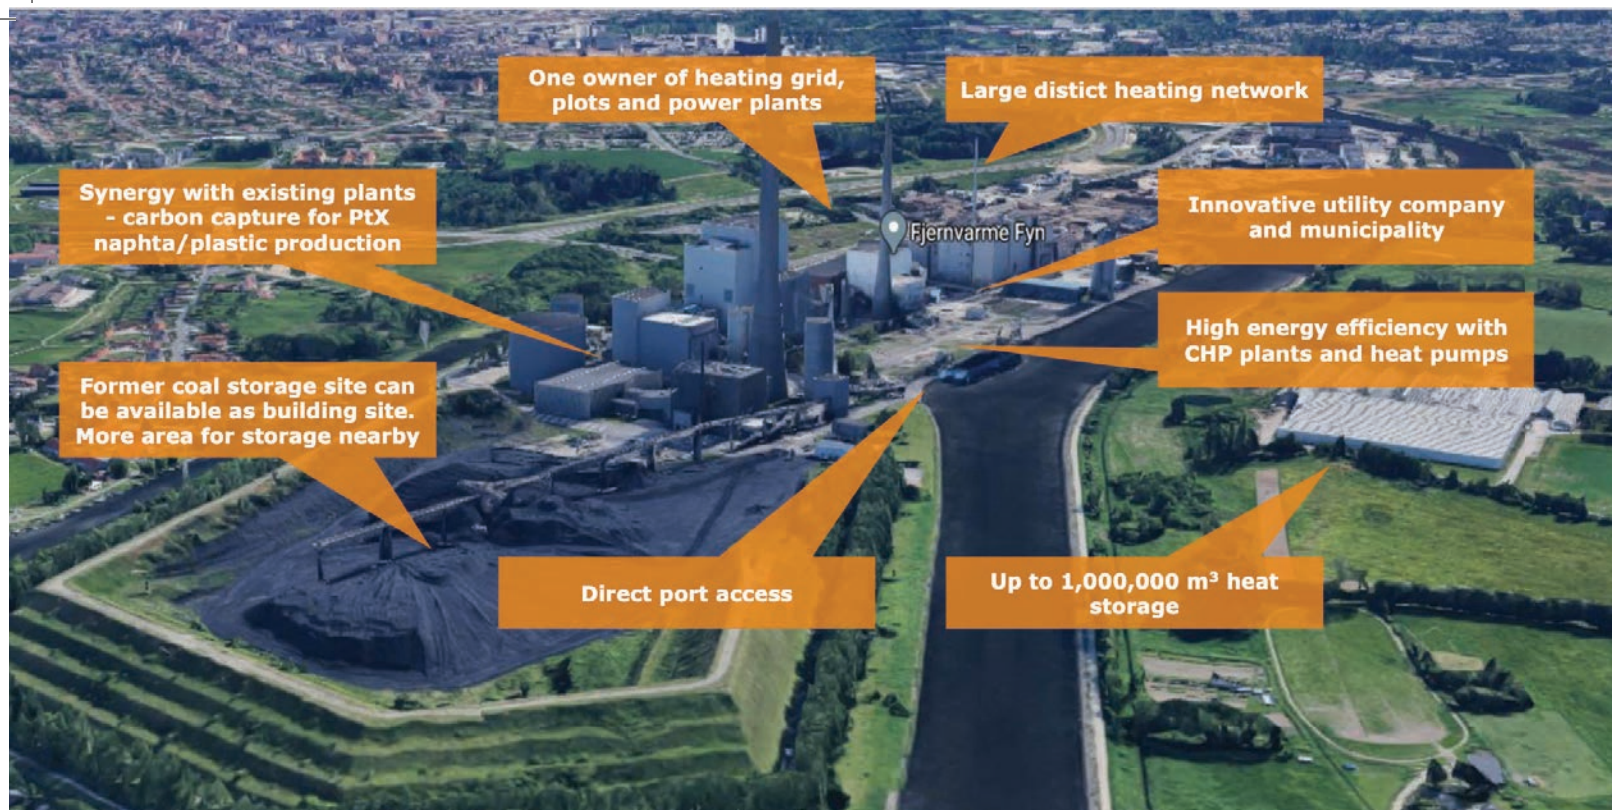 One owner of heating grid,
plots and power plants
Large distict heating network
Synergy with existing plants
- carbon capture for PtX
naphta/plastic production
Innovative utility company
and municipality
Fjernvarme Fyn
High energy efficiency with
CHP plants and heat pumps
Former coal storage site can
be available as building site.
More area for storage nearby
Direct port access
Up to 1,000,000 m³ heat
storage